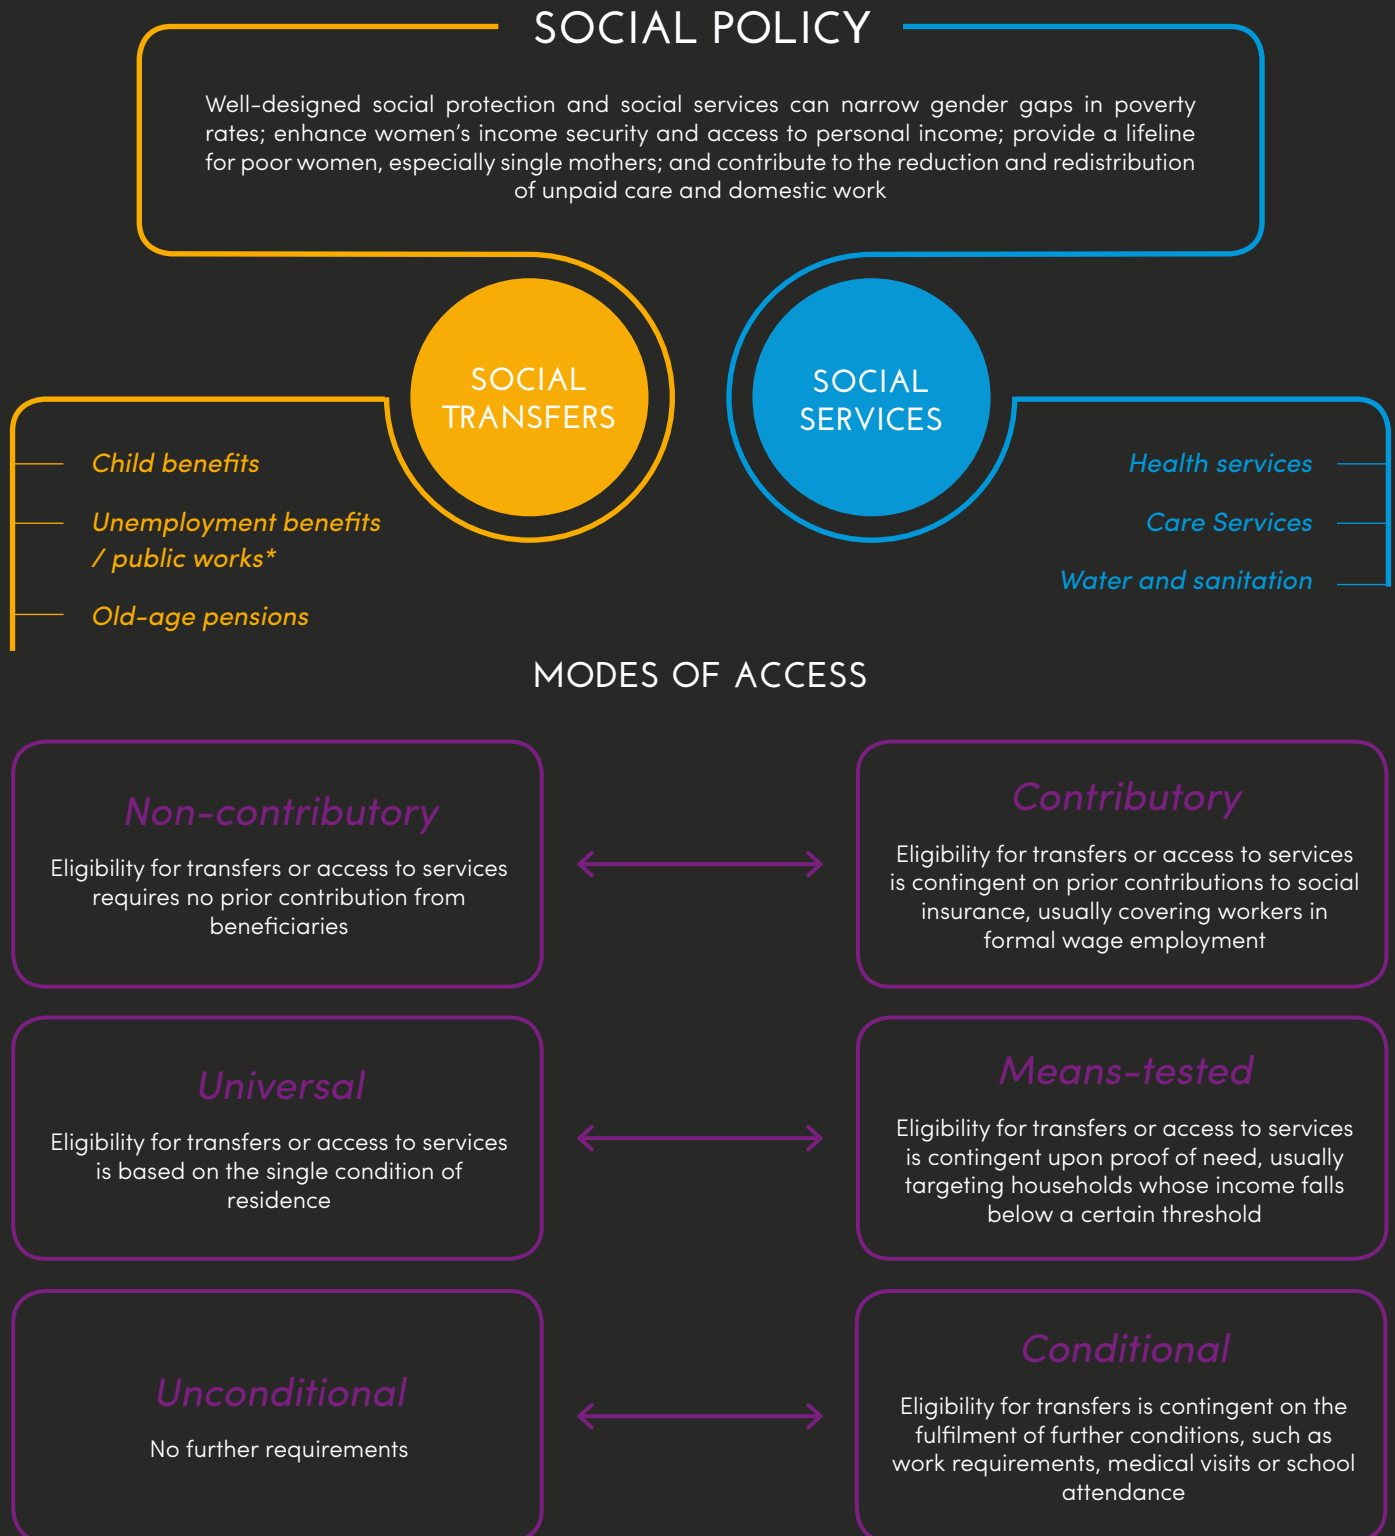 SOCIAL POLICY
Well-designed social protection and social services can narrow gender gaps in poverty
rates; enhance women’s income security and access to personal income; provide a lifeline
for poor women, especially single mothers; and contribute to the reduction and redistribution
of unpaid care and domestic work
SOCIAL
TRANSFERS
Child benefits
Unemployment benefits
/ public works*
Old-age pensions
SOCIAL
SERVICES
Health services
Care Services
Water and sanitation
MODES OF ACCESS
Non-contributory
Eligibility for transfers or access to services
requires no prior contribution from
beneficiaries
Contributory
Eligibility for transfers or access to services
is contingent on prior contributions to social
insurance, usually covering workers in
formal wage employment
Universal
Eligibility for transfers or access to services
is based on the single condition of
residence
Means-tested
Eligibility for transfers or access to services
is contingent upon proof of need, usually
targeting households whose income falls
below a certain threshold
Unconditional
No further requirements
Conditional
Eligibility for transfers is contingent on the
fulfilment of further conditions, such as
work requirements, medical visits or school
attendance